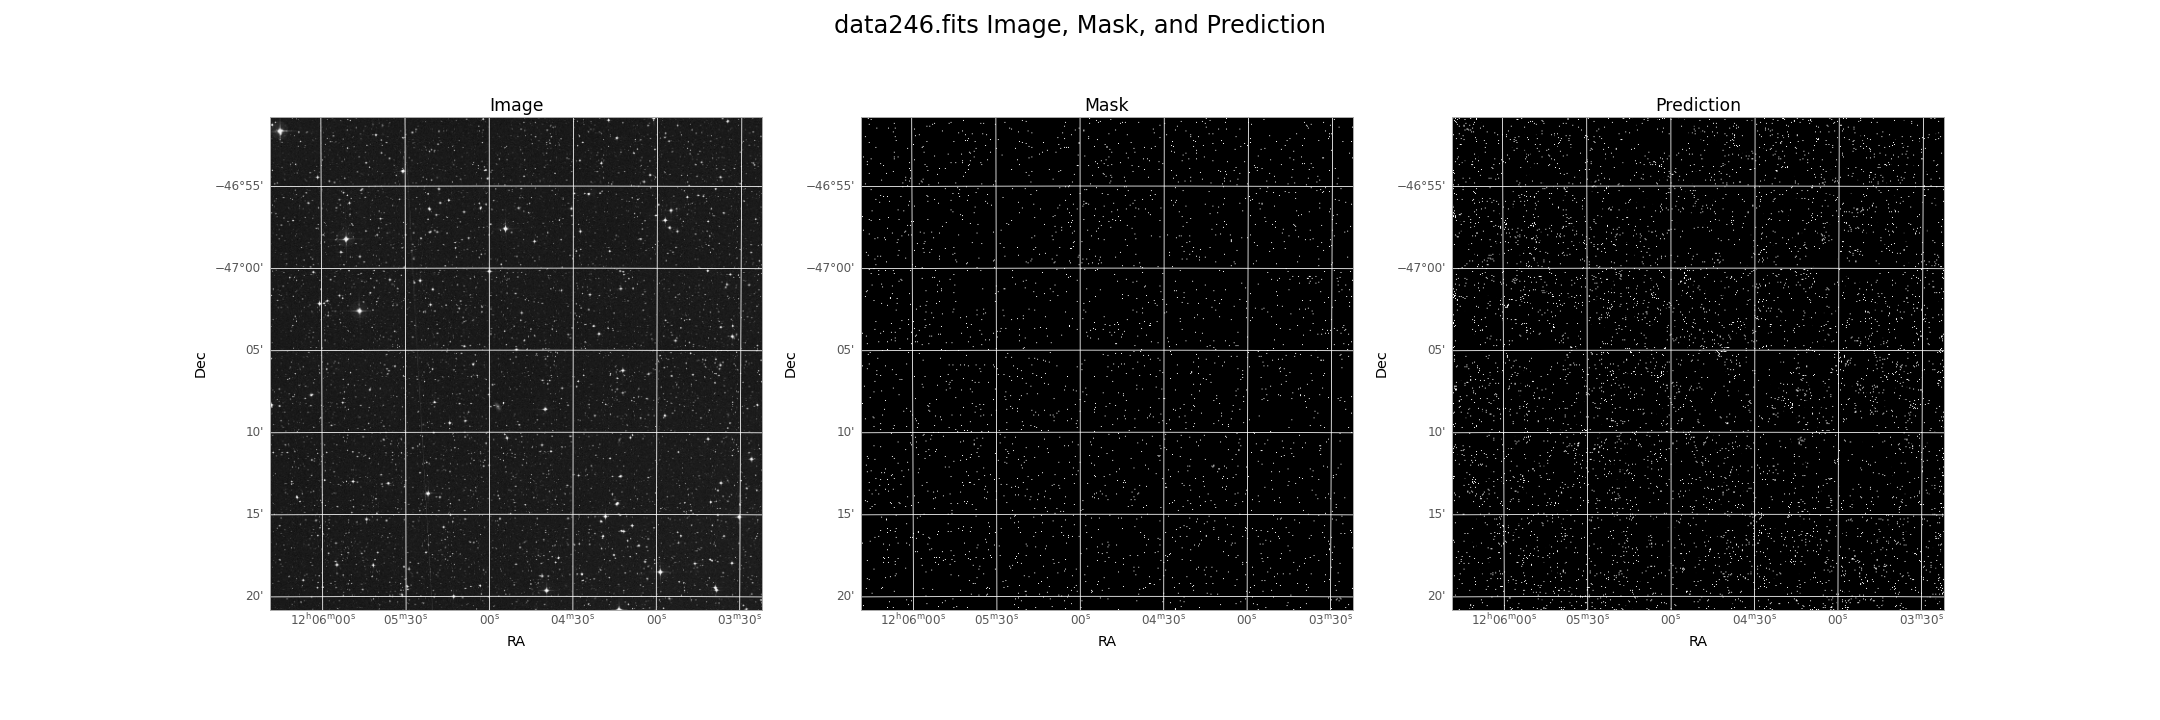 data246.fits Image, Mask, and Prediction
Image
Mask
Prediction
−46°55'
−47°00'
05'
10'
15'
20'
Dec
12ʰ06ᵐ00ˢ 05ᵐ30ˢ 00ˢ 04ᵐ30ˢ 00ˢ 03ᵐ30ˢ
RA
−46°55'
−47°00'
05'
10'
15'
20'
Dec
12ʰ06ᵐ00ˢ 05ᵐ30ˢ 00ˢ 04ᵐ30ˢ 00ˢ 03ᵐ30ˢ
RA
−46°55'
−47°00'
05'
10'
15'
20'
Dec
12ʰ06ᵐ00ˢ 05ᵐ30ˢ 00ˢ 04ᵐ30ˢ 00ˢ 03ᵐ30ˢ
RA